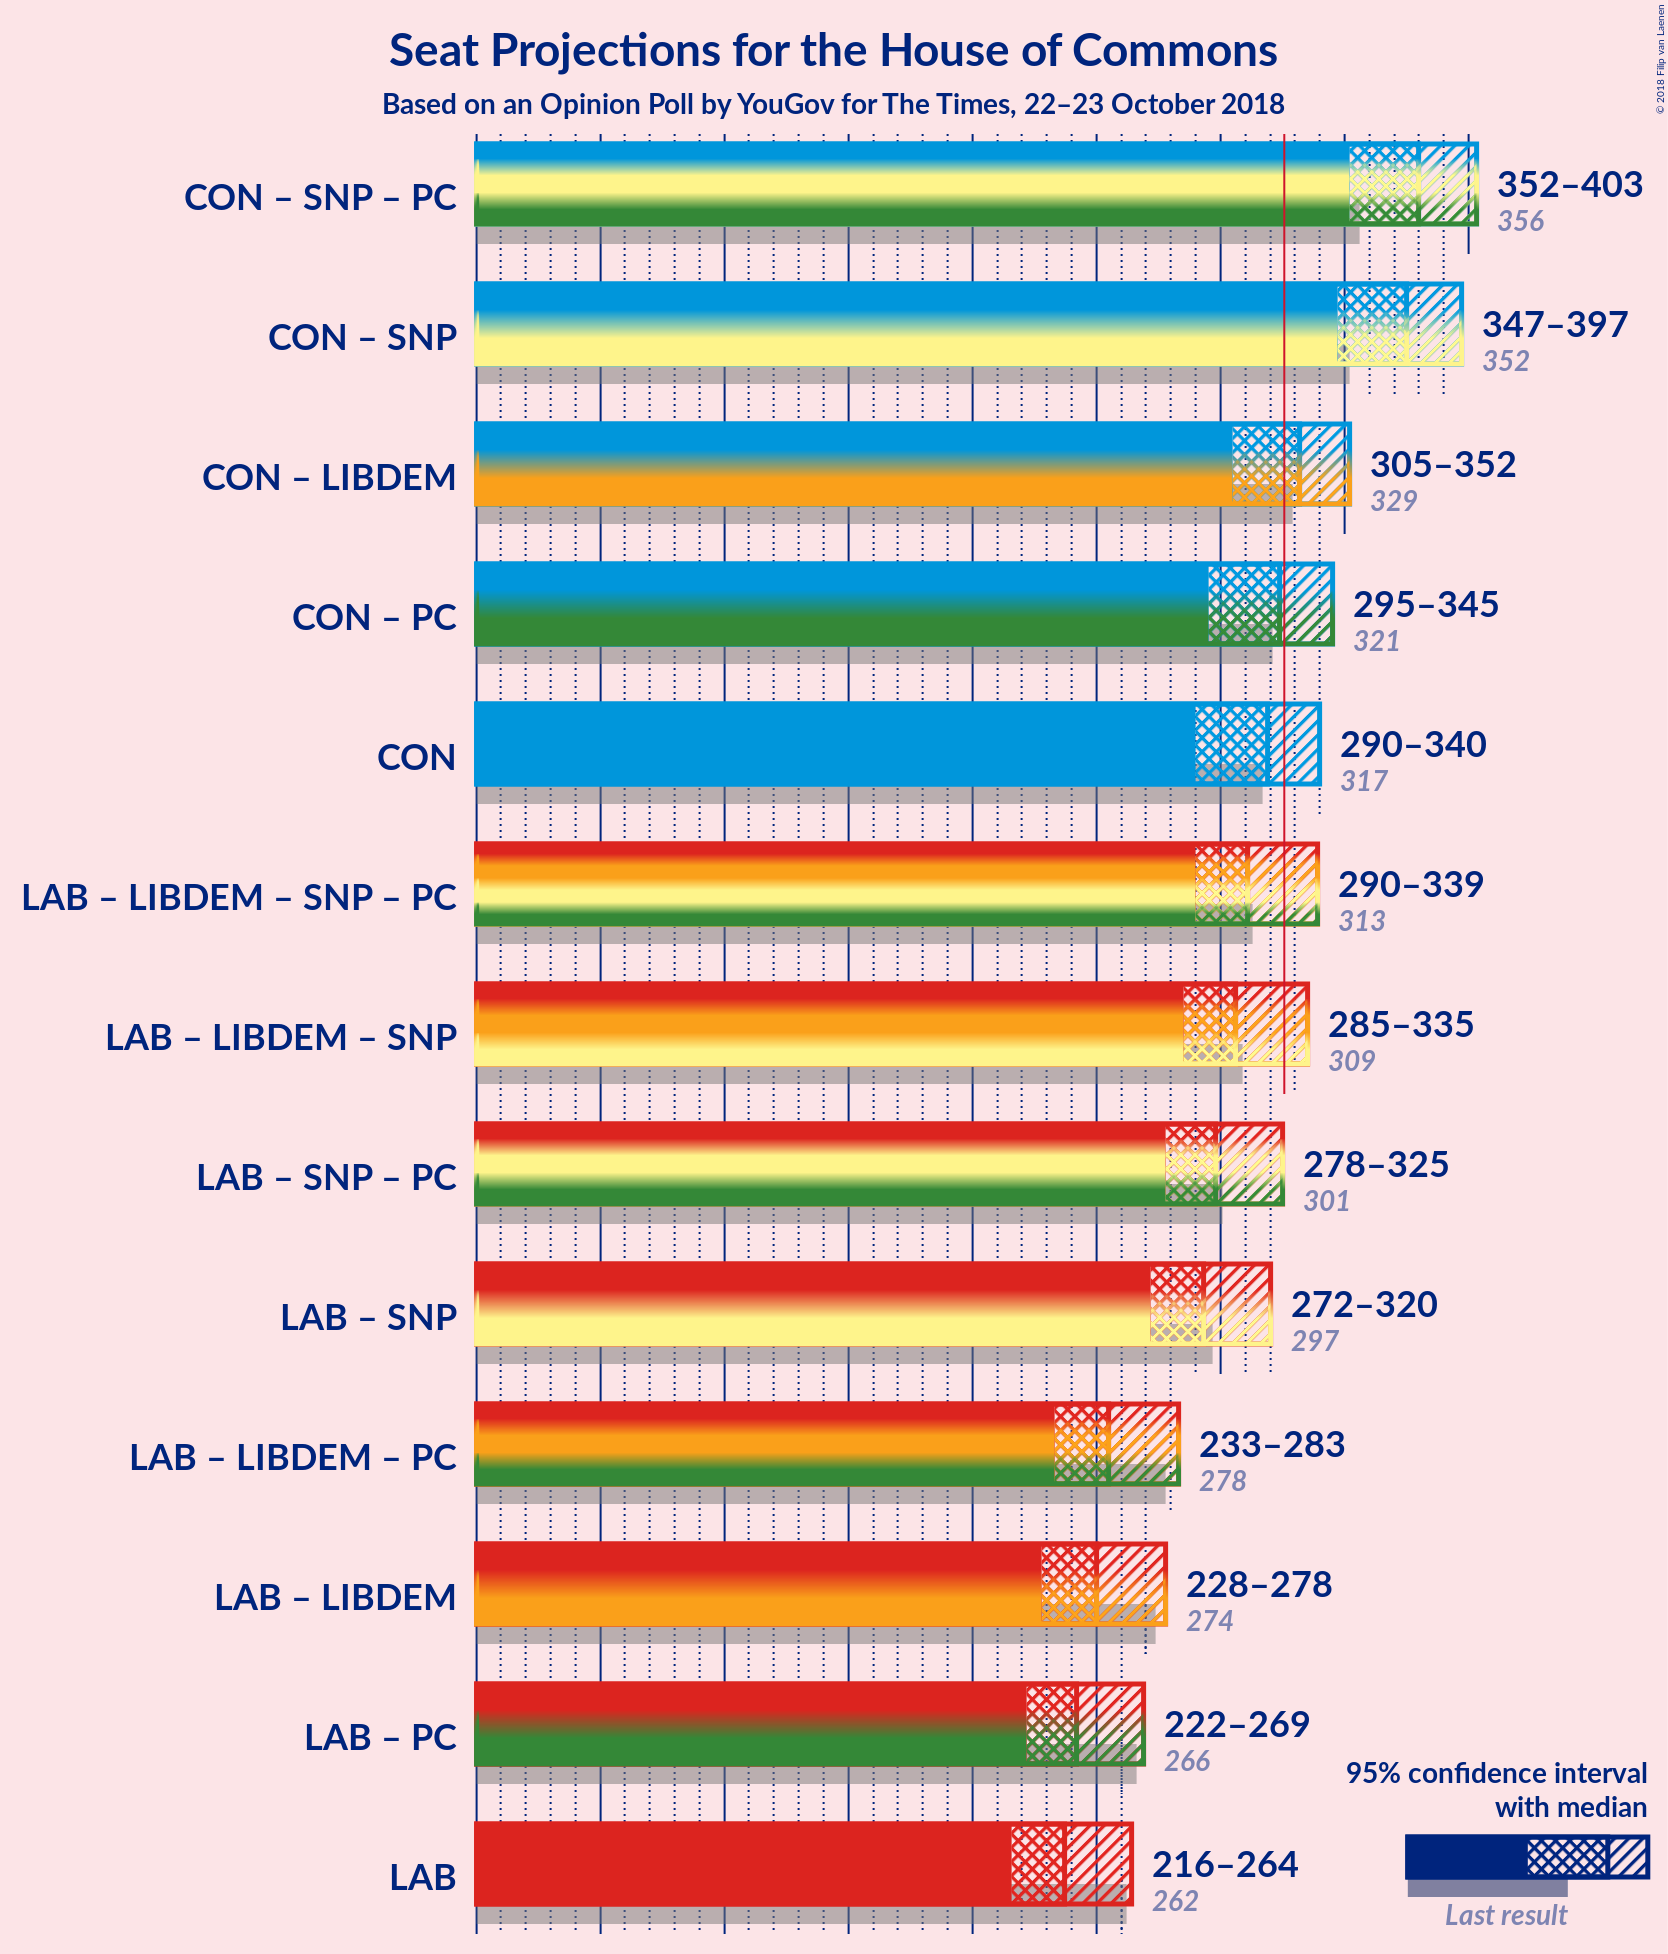 Seat Projections for the House of Commons
Based on an Opinion Poll by YouGov for The Times, 22–23 October 2018
© 2018 Filip van Laenen
CON – SNP – PC
352–403
356
CON – SNP
347–397
352
CON – LIBDEM
305–352
329
CON – PC
295–345
321
CON
290–340
317
LAB – LIBDEM – SNP – PC
290–339
313
LAB – LIBDEM – SNP
285–335
309
LAB – SNP – PC
278–325
301
LAB – SNP
272–320
297
LAB – LIBDEM – PC
233–283
278
LAB – LIBDEM
228–278
274
LAB – PC
222–269
266
LAB
216–264
262
95% confidence interval
with median
Last result